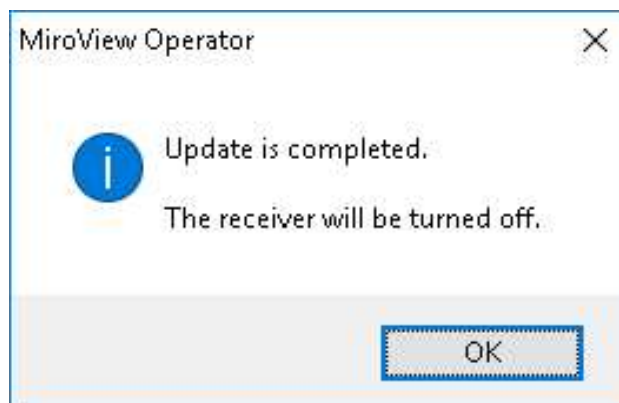 MiroView Operator
Update is completed.
The receiver will be turned off.
OK